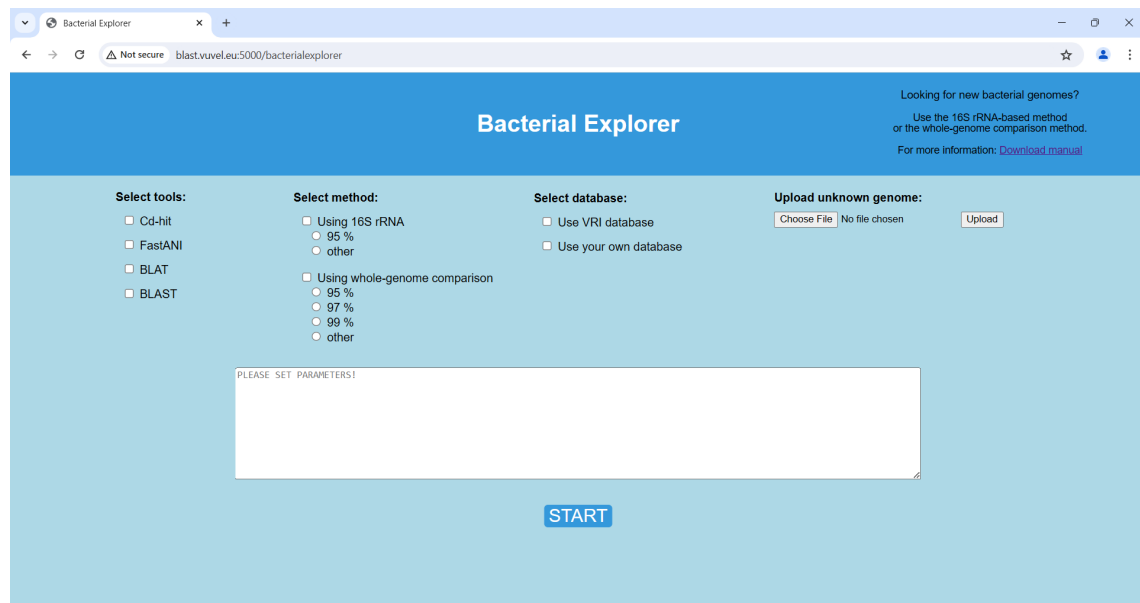 Bacterial Explorer
Not secure
blast.vuvel.eu:5000/bacterialexplorer
Bacterial Explorer
Looking for new bacterial genomes?
Use the 16S rRNA-based method
or the whole-genome comparison method.
For more information: Download manual
Select tools:
Cd-hit
FastANI
BLAT
BLAST
Select method:
Using 16S rRNA
95 %
other
Using whole-genome comparison
95 %
97 %
99 %
other
Select database:
Use VRI database
Use your own database
Upload unknown genome:
Choose File No file chosen Upload
PLEASE SET PARAMETERS!
START